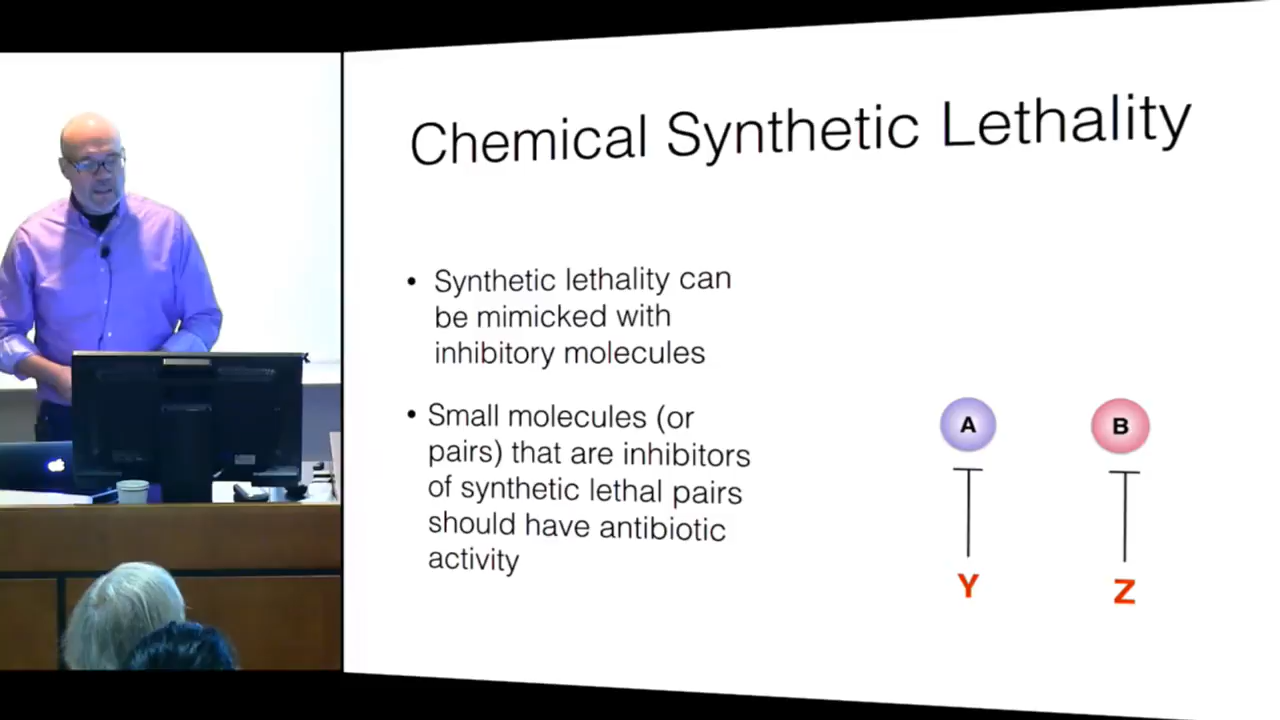 Chemical Synthetic Lethality
• Synthetic lethality can
be mimicked with
inhibitory molecules
• Small molecules (or
pairs) that are inhibitors
of synthetic lethal pairs
should have antibiotic
activity
A B
Y Z